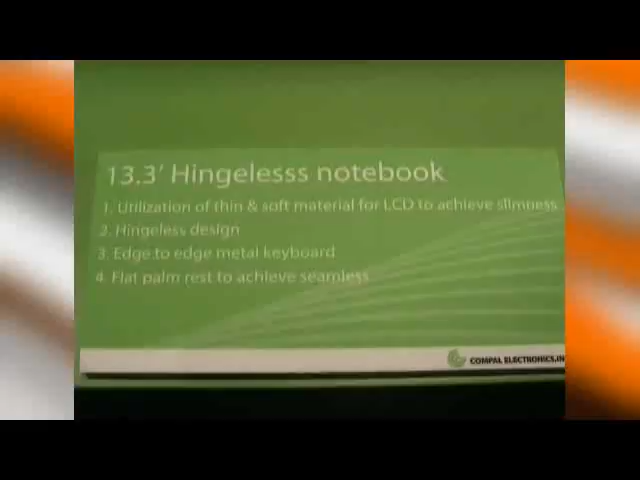 13.3' Hingelesss notebook
1. Utilization of thin & soft material for LCD to achieve slimness
2. Hingeless design
3. Edge to edge metal keyboard
4. Flat palm rest to achieve seamless
COMPAL ELECTRONICS,IN